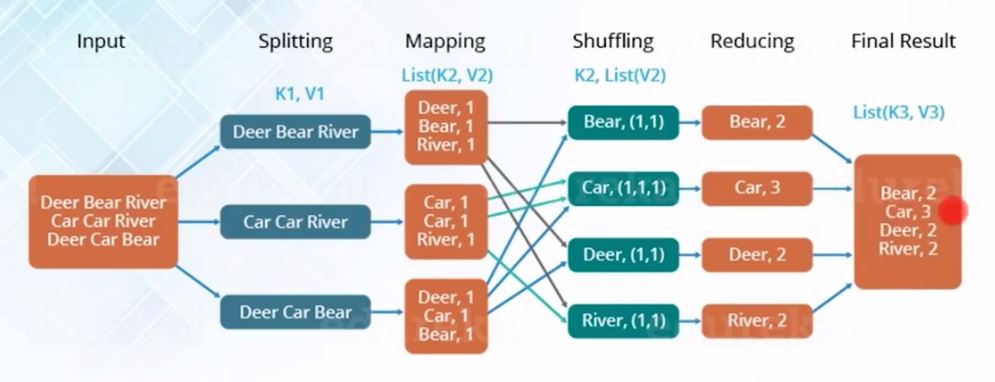 Input
Splitting
Mapping
Shuffling
Reducing
Final Result
List(K2, V2)
K2, List(V2)
K1, V1
List(K3, V3)
Deer Bear River
Car Car River
Deer Car Bear
Deer Bear River
Car Car River
Deer Car Bear
Deer, 1
Bear, 1
River, 1
Car, 1
Car, 1
River, 1
Deer, 1
Car, 1
Bear, 1
Bear, (1,1)
Car, (1,1,1)
Deer, (1,1)
River, (1,1)
Bear, 2
Car, 3
Deer, 2
River, 2
Bear, 2
Car, 3
Deer, 2
River, 2